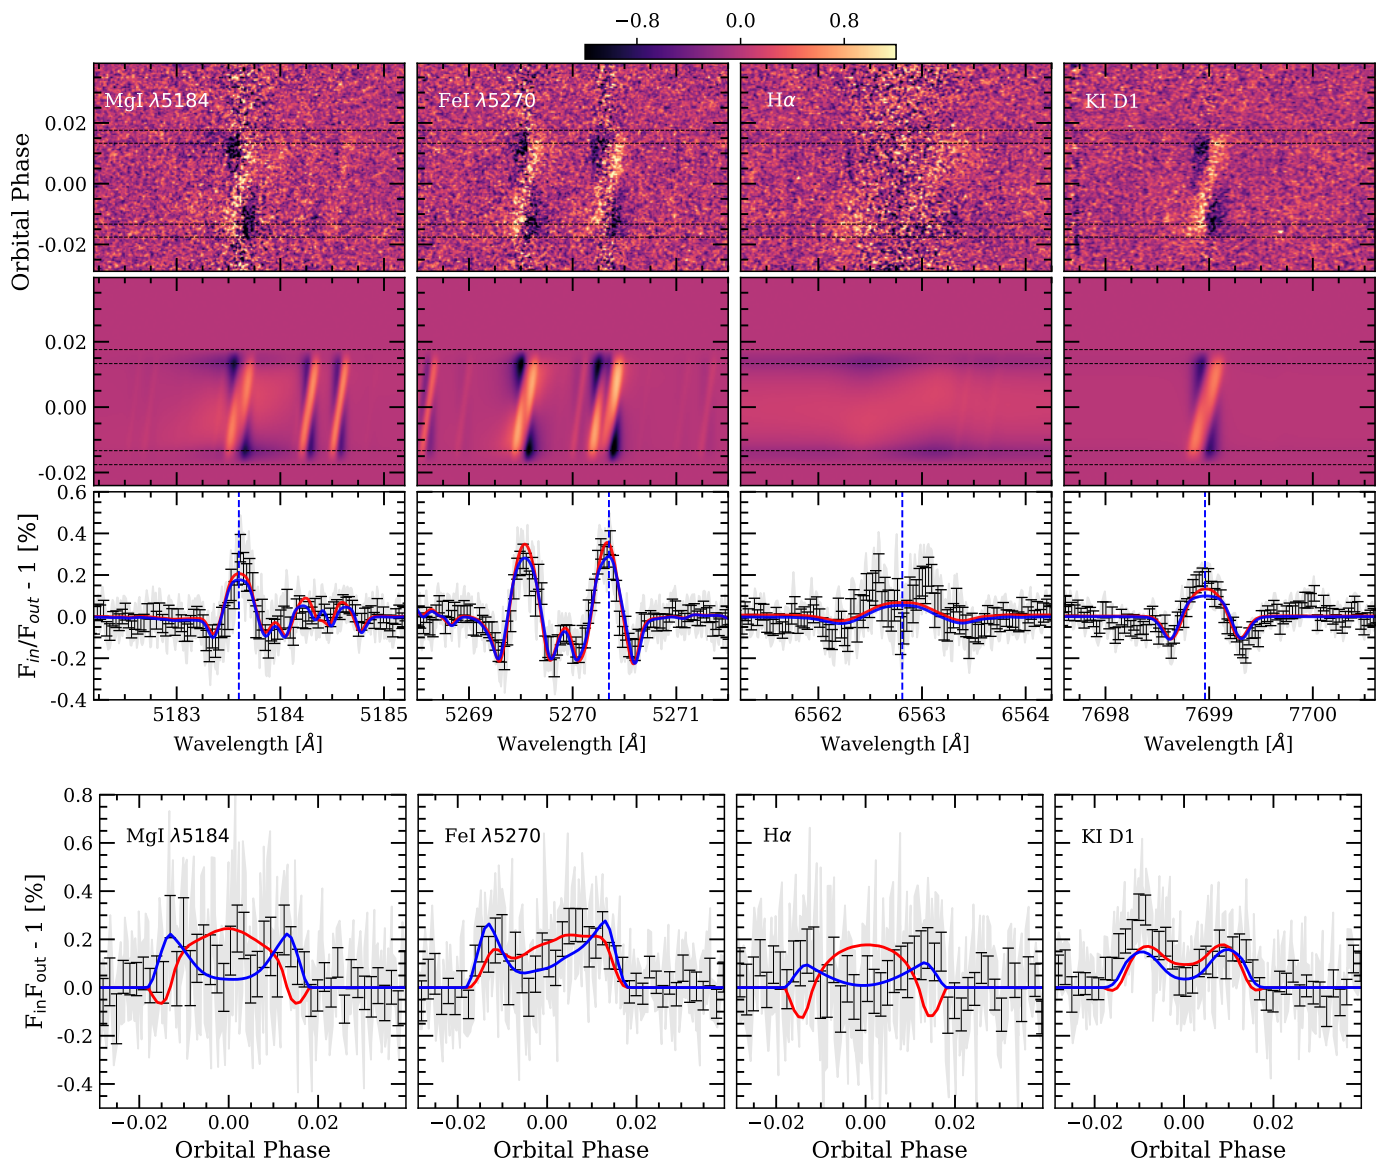 −0.8 0.0 0.8
MgI λ5184 FeI λ5270 Hα KI D1
Orbital Phase
0.02
0.00
-0.02
0.02
0.00
-0.02
F_in/F_out - 1 [%]
0.6
0.4
0.2
0.0
-0.2
-0.4
5183 5184 5185 5269 5270 5271 6562 6563 6564 7698 7699 7700
Wavelength [Å] Wavelength [Å] Wavelength [Å] Wavelength [Å]
MgI λ5184 FeI λ5270 Hα KI D1
F_in F_out - 1 [%]
0.8
0.6
0.4
0.2
0.0
-0.2
-0.4
−0.02 0.00 0.02 −0.02 0.00 0.02 −0.02 0.00 0.02 −0.02 0.00 0.02
Orbital Phase Orbital Phase Orbital Phase Orbital Phase